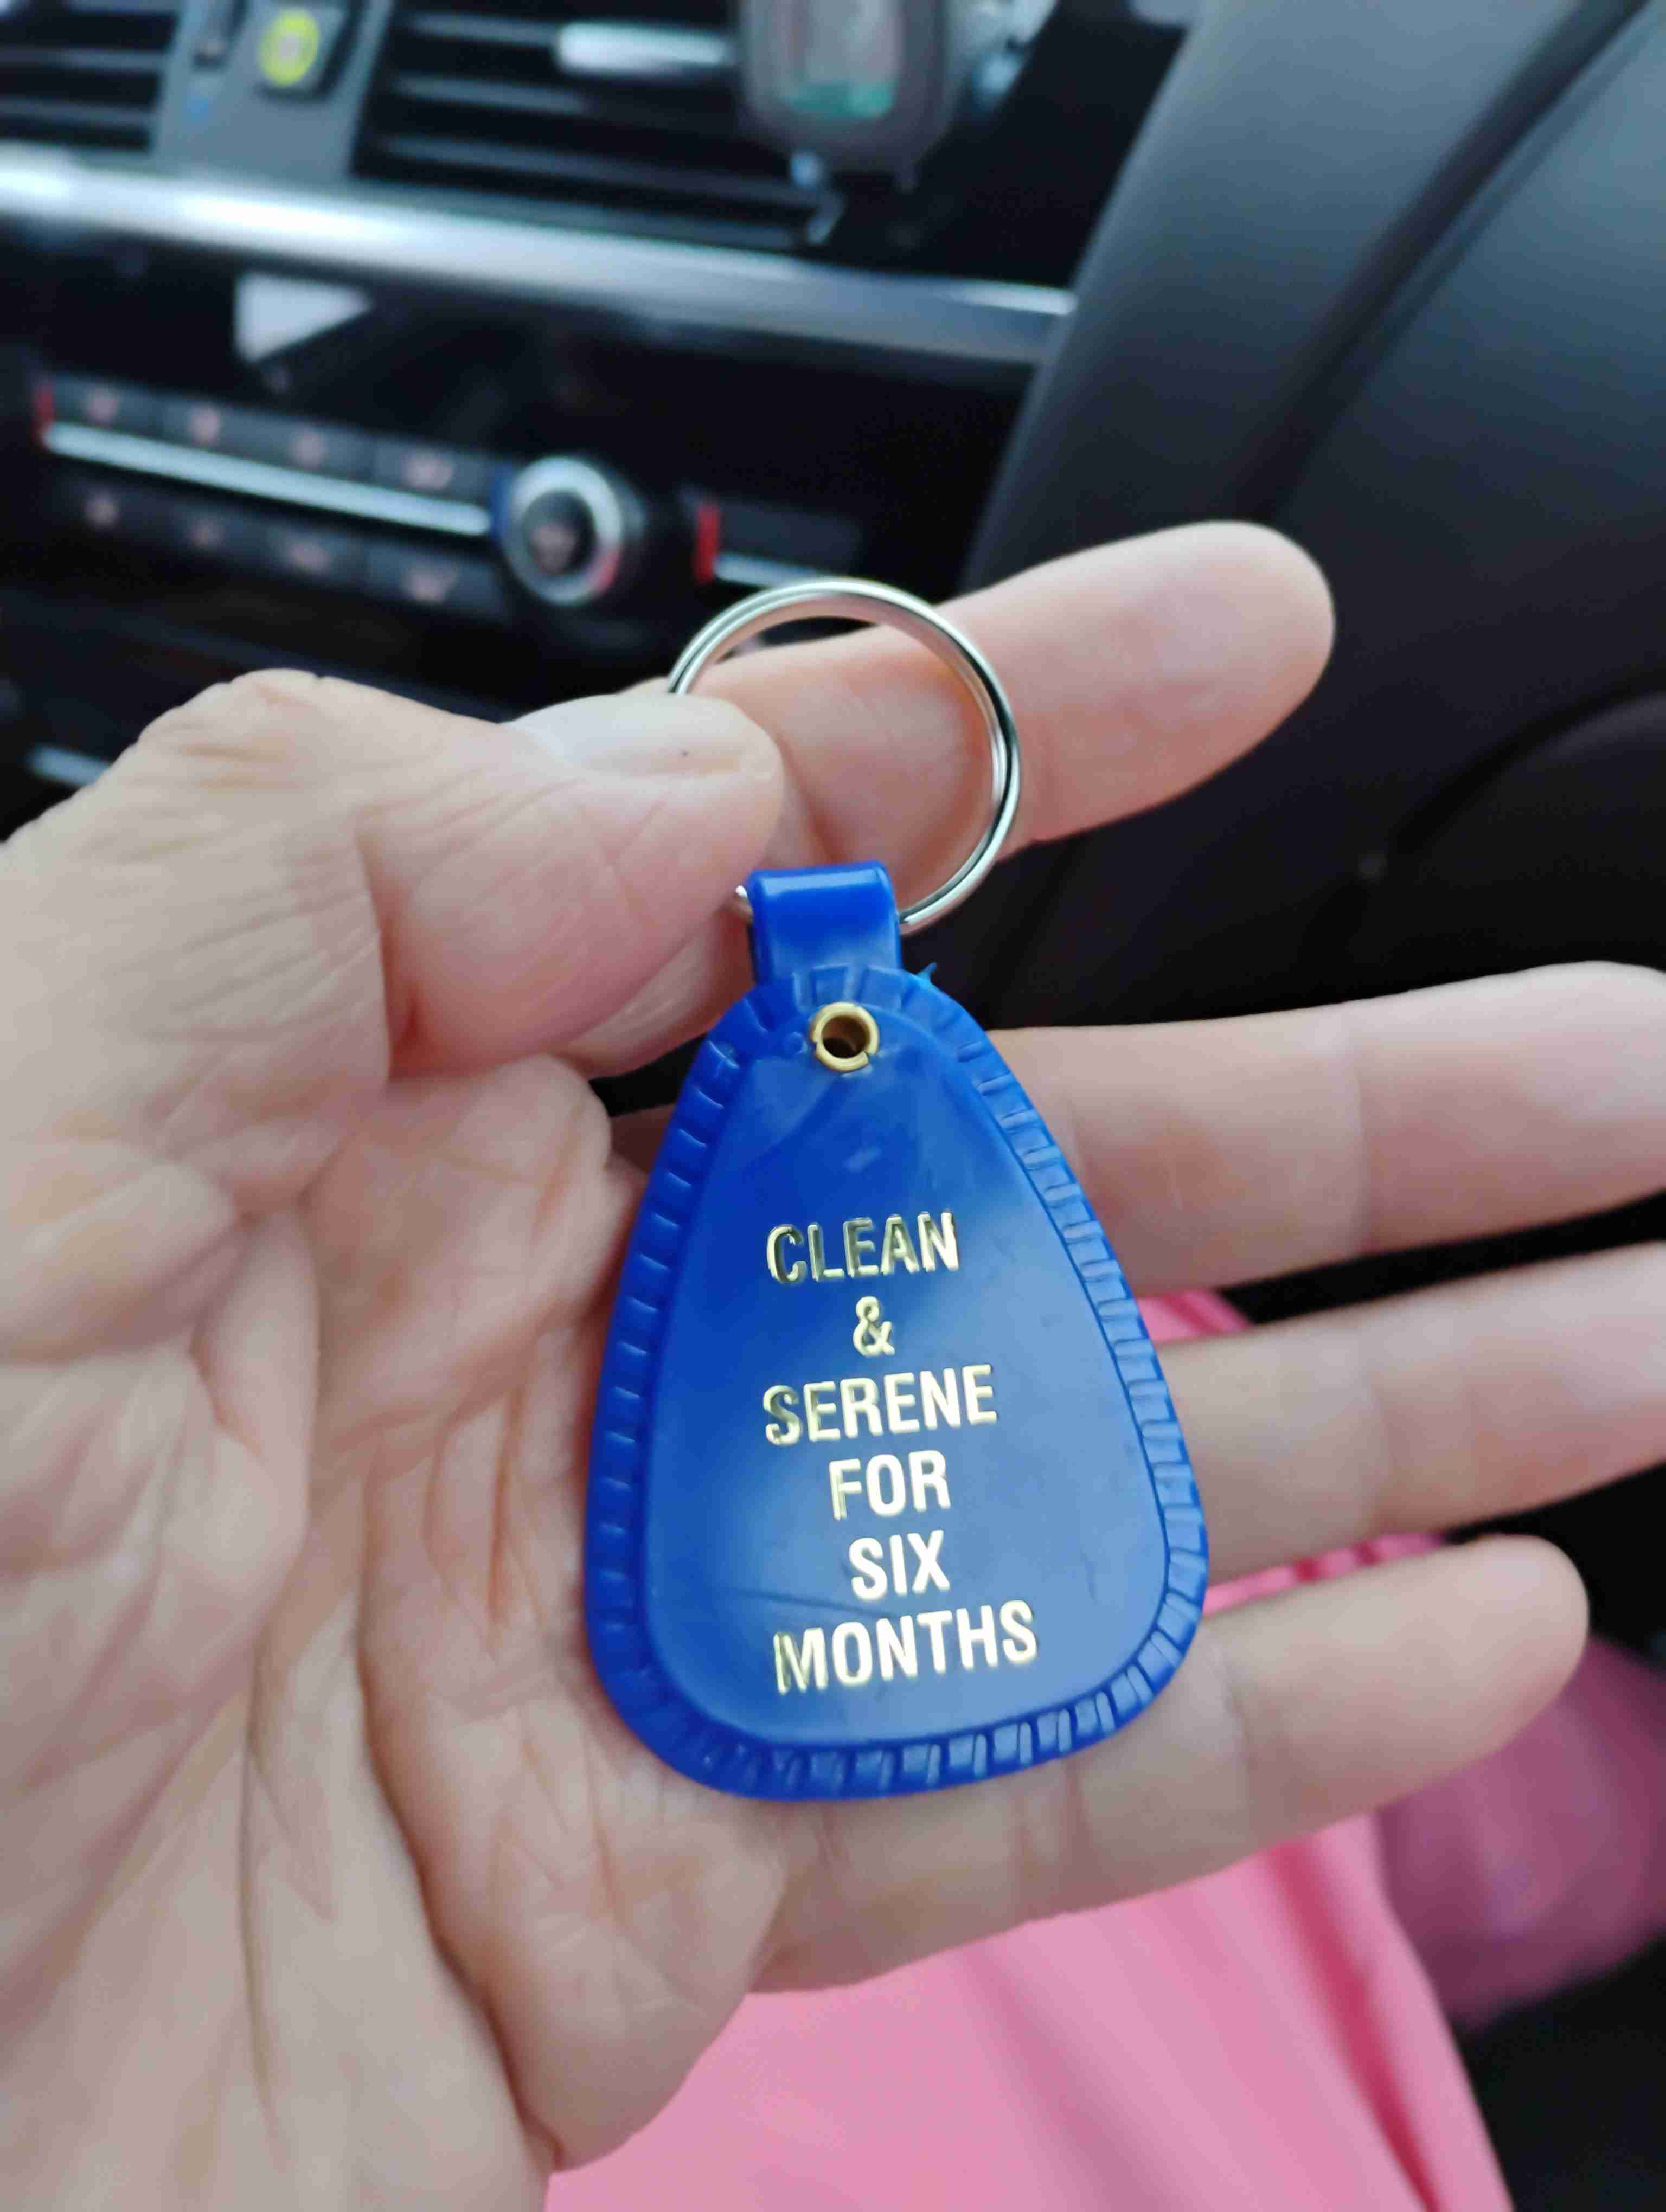 CLEAN
&
SERENE
FOR
SIX
MONTHS